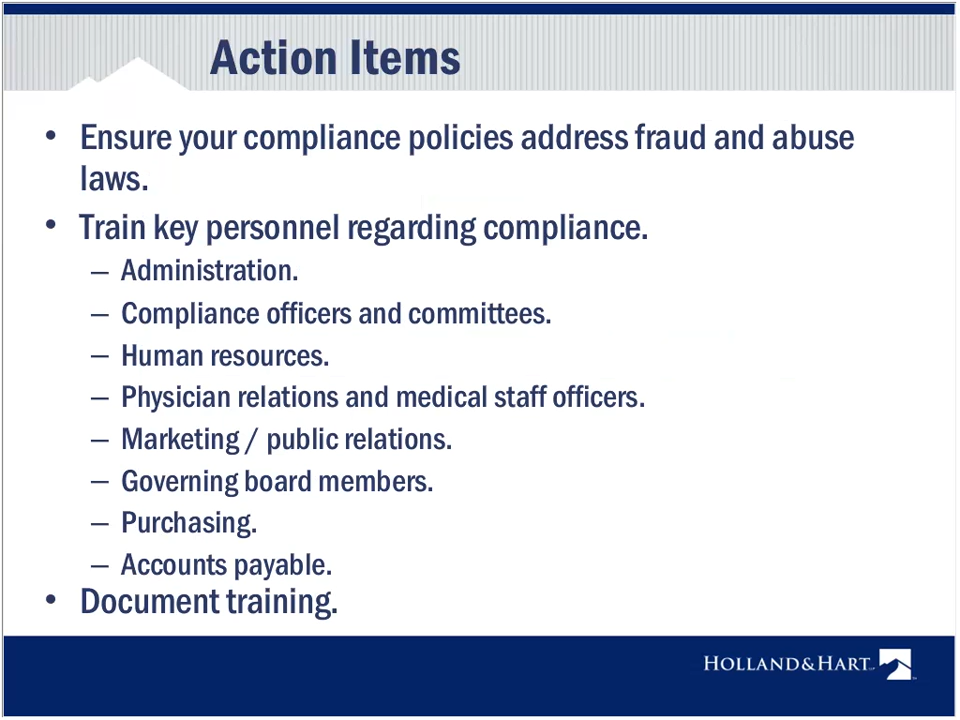 Action Items
• Ensure your compliance policies address fraud and abuse
laws.
• Train key personnel regarding compliance.
– Administration.
– Compliance officers and committees.
– Human resources.
– Physician relations and medical staff officers.
– Marketing / public relations.
– Governing board members.
– Purchasing.
– Accounts payable.
• Document training.
HOLLAND&HART